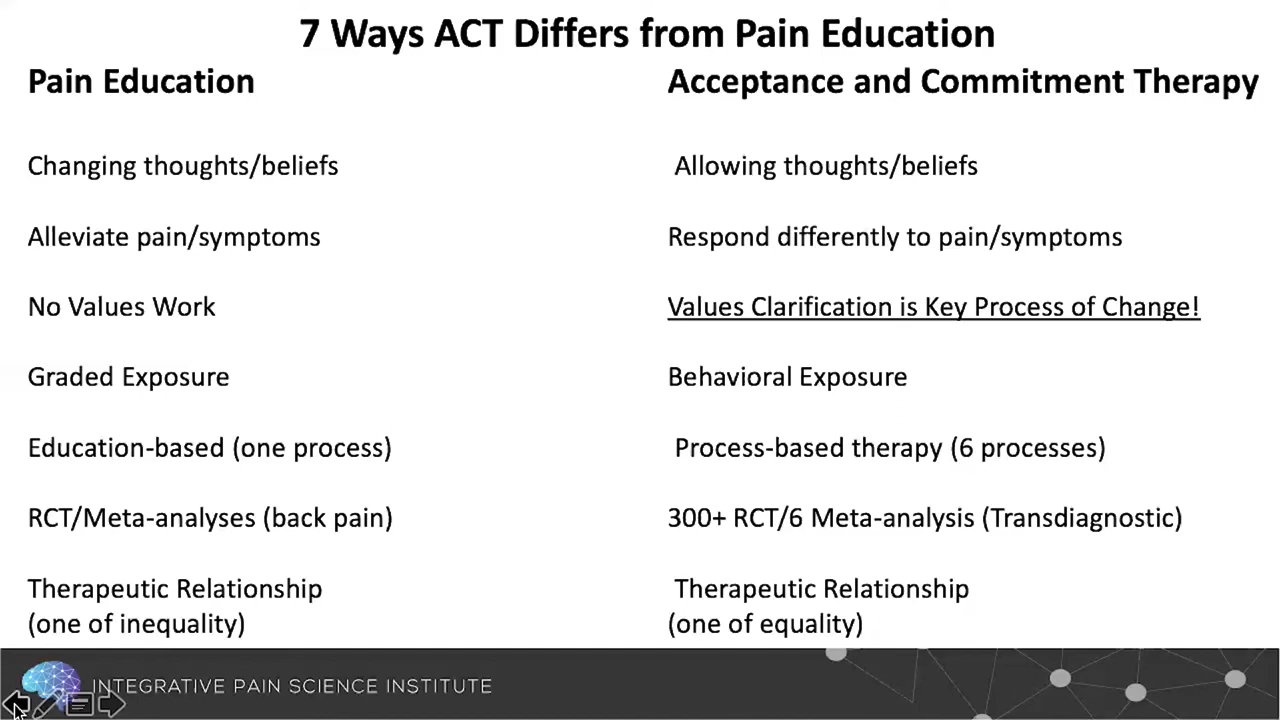 7 Ways ACT Differs from Pain Education
Pain Education
Acceptance and Commitment Therapy
Changing thoughts/beliefs
Allowing thoughts/beliefs
Alleviate pain/symptoms
Respond differently to pain/symptoms
No Values Work
Values Clarification is Key Process of Change!
Graded Exposure
Behavioral Exposure
Education-based (one process)
Process-based therapy (6 processes)
RCT/Meta-analyses (back pain)
300+ RCT/6 Meta-analysis (Transdiagnostic)
Therapeutic Relationship
(one of inequality)
Therapeutic Relationship
(one of equality)
INTEGRATIVE PAIN SCIENCE INSTITUTE